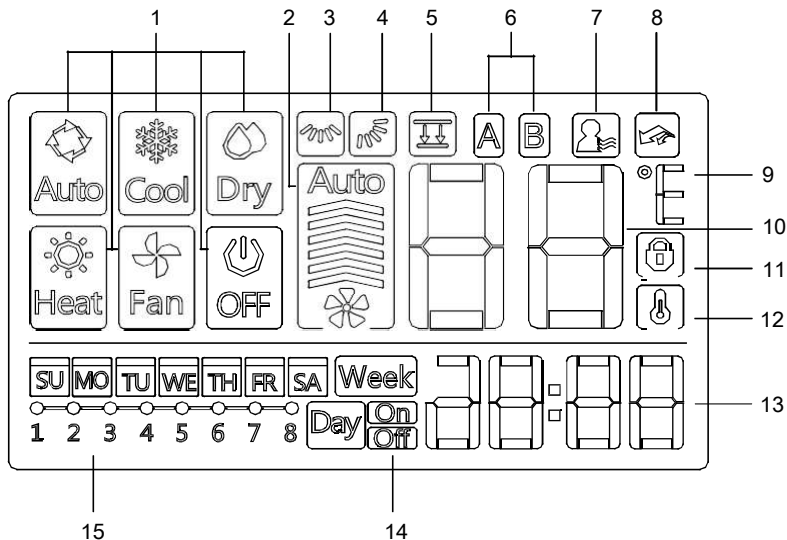 1 2 3 4 5 6 7 8
Auto Cool Dry Auto A B
9
10
Heat Fan OFF
11
12
SU MO TU WE TH FR SA Week
1 2 3 4 5 6 7 8 Day On
Off
13
15 14